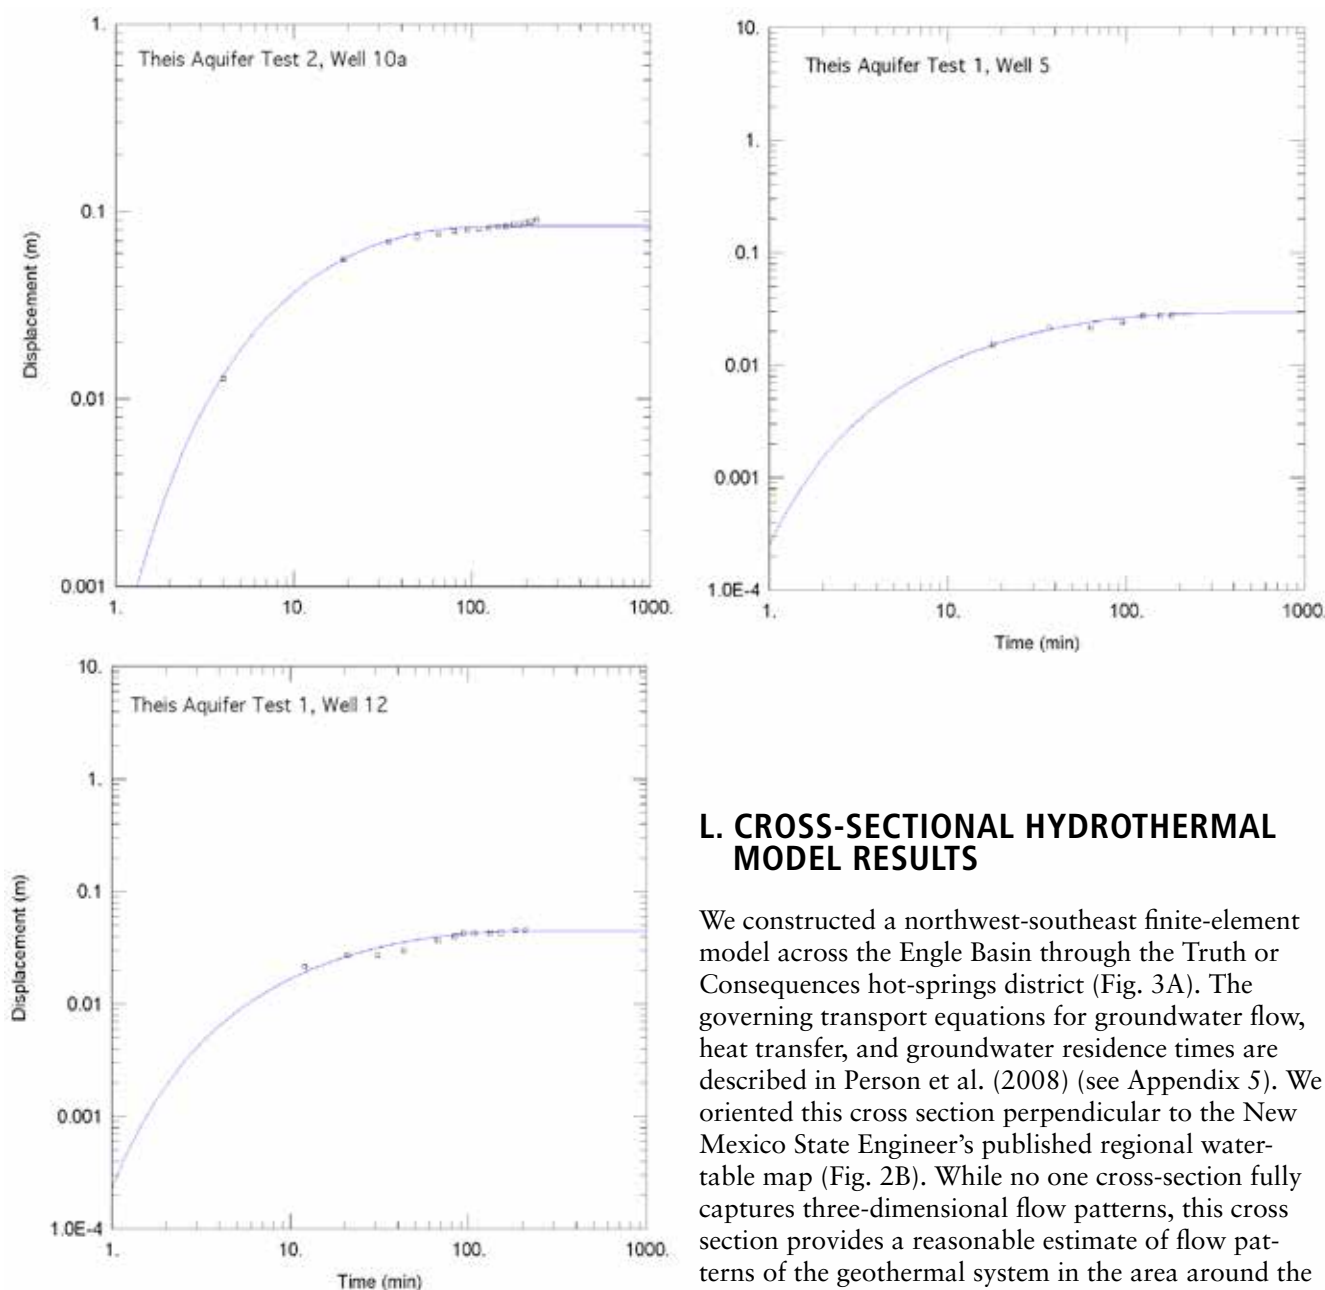 1.
Theis Aquifer Test 2, Well 10a
0.1
Displacement (m)
0.01
0.001
1.
10.
100.
1000.
10.
Theis Aquifer Test 1, Well 5
1.
0.1
0.01
0.001
1.0E-4
1.
10.
100.
1000.
Time (min)
10.
Theis Aquifer Test 1, Well 12
1.
0.1
Displacement (m)
0.01
0.001
1.0E-4
1.
10.
100.
1000.
Time (min)
L. CROSS-SECTIONAL HYDROTHERMAL
MODEL RESULTS
We constructed a northwest-southeast finite-element
model across the Engle Basin through the Truth or
Consequences hot-springs district (Fig. 3A). The
governing transport equations for groundwater flow,
heat transfer, and groundwater residence times are
described in Person et al. (2008) (see Appendix 5). We
oriented this cross section perpendicular to the New
Mexico State Engineer’s published regional water-
table map (Fig. 2B). While no one cross-section fully
captures three-dimensional flow patterns, this cross
section provides a reasonable estimate of flow pat-
terns of the geothermal system in the area around the